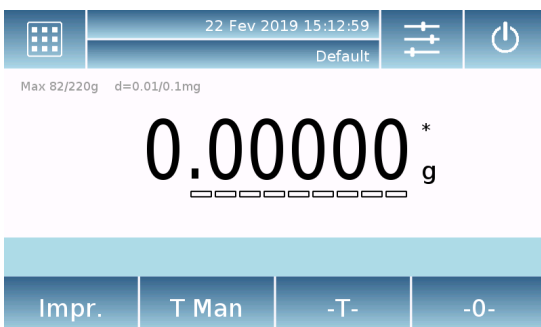 22 Fev 2019 15:12:59
Default
Max 82/220g d=0.01/0.1mg
0.00000 * g
Impr. T Man -T- -0-